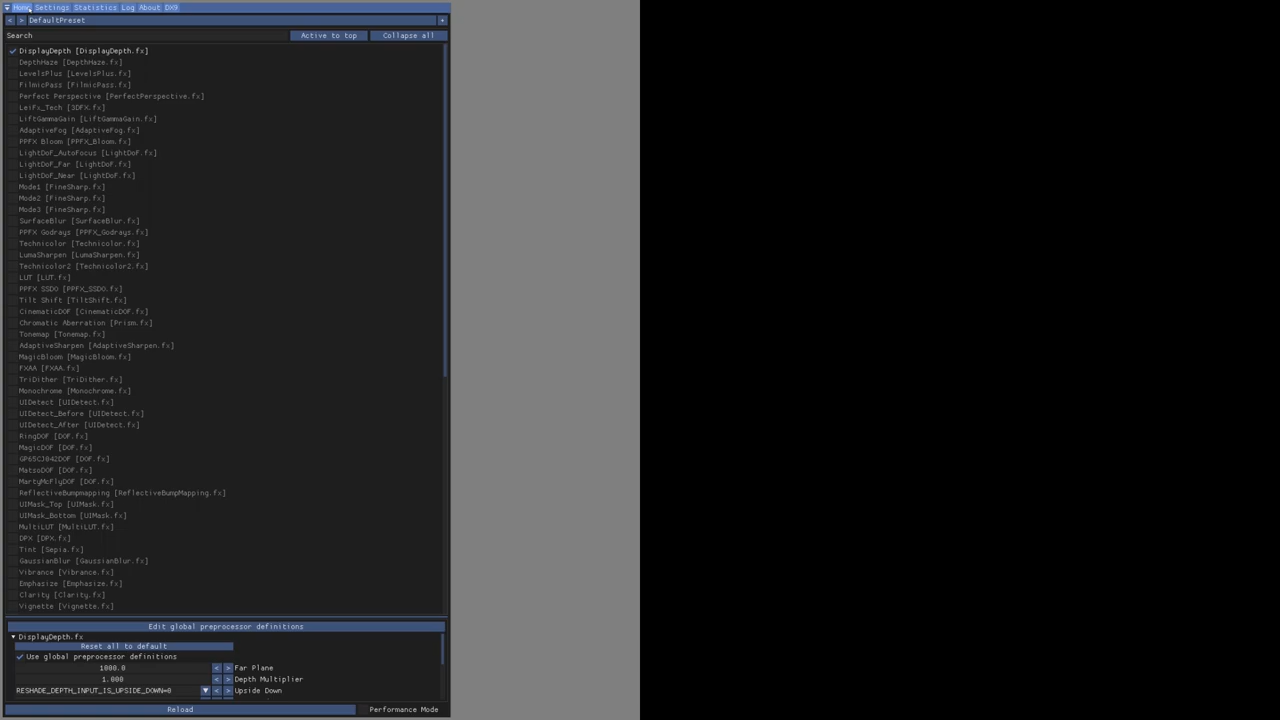 Home Settings Statistics Log About DX9
< > DefaultPreset +
Search Active to top Collapse all
DisplayDepth [DisplayDepth.fx]
DepthHaze [DepthHaze.fx]
LevelsPlus [LevelsPlus.fx]
FilmicPass [FilmicPass.fx]
Perfect Perspective [PerfectPerspective.fx]
LeiFx_Tech [3DFX.fx]
LiftGammaGain [LiftGammaGain.fx]
AdaptiveFog [AdaptiveFog.fx]
PPFX Bloom [PPFX_Bloom.fx]
LightDoF_AutoFocus [LightDoF.fx]
LightDoF_Far [LightDoF.fx]
LightDoF_Near [LightDoF.fx]
Mode1 [FineSharp.fx]
Mode2 [FineSharp.fx]
Mode3 [FineSharp.fx]
SurfaceBlur [SurfaceBlur.fx]
PPFX Godrays [PPFX_Godrays.fx]
Technicolor [Technicolor.fx]
LumaSharpen [LumaSharpen.fx]
Technicolor2 [Technicolor2.fx]
LUT [LUT.fx]
PPFX SSDO [PPFX_SSDO.fx]
Tilt Shift [TiltShift.fx]
CinematicDOF [CinematicDOF.fx]
Chromatic Aberration [Prism.fx]
Tonemap [Tonemap.fx]
AdaptiveSharpen [AdaptiveSharpen.fx]
MagicBloom [MagicBloom.fx]
FXAA [FXAA.fx]
TriDither [TriDither.fx]
Monochrome [Monochrome.fx]
UIDetect [UIDetect.fx]
UIDetect_Before [UIDetect.fx]
UIDetect_After [UIDetect.fx]
RingDOF [DOF.fx]
MagicDOF [DOF.fx]
GP65CJ042DOF [DOF.fx]
MatsoDOF [DOF.fx]
MartyMcFlyDOF [DOF.fx]
ReflectiveBumpmapping [ReflectiveBumpMapping.fx]
UIMask_Top [UIMask.fx]
UIMask_Bottom [UIMask.fx]
MultiLUT [MultiLUT.fx]
DPX [DPX.fx]
Tint [Sepia.fx]
GaussianBlur [GaussianBlur.fx]
Vibrance [Vibrance.fx]
Emphasize [Emphasize.fx]
Clarity [Clarity.fx]
Vignette [Vignette.fx]
Edit global preprocessor definitions
DisplayDepth.fx
Reset all to default
Use global preprocessor definitions
1000.0 < > Far Plane
1.000 < > Depth Multiplier
RESHADE_DEPTH_INPUT_IS_UPSIDE_DOWN=0 < > Upside Down
Reload Performance Mode